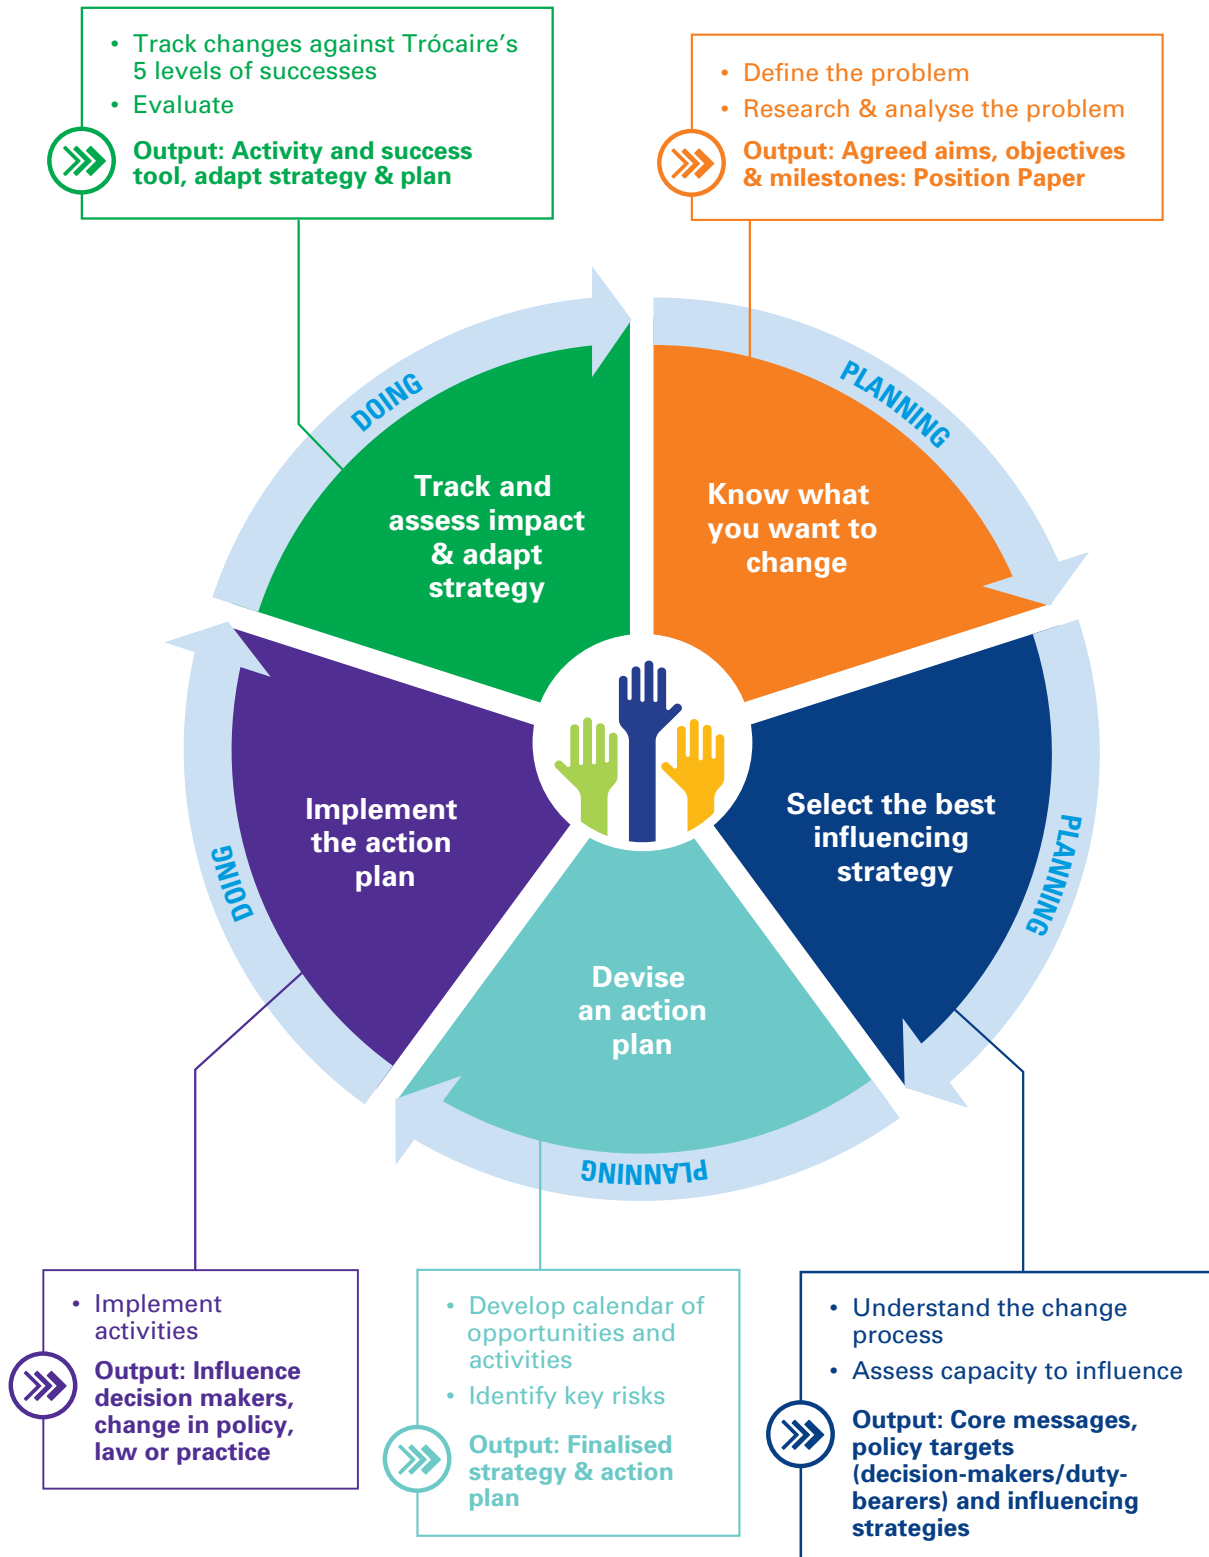 • Track changes against Trócaire's
5 levels of successes
• Evaluate
Output: Activity and success
tool, adapt strategy & plan
• Define the problem
• Research & analyse the problem
Output: Agreed aims, objectives
& milestones: Position Paper
DOING
PLANNING
Track and
assess impact
& adapt
strategy
Know what
you want to
change
Implement
the action
plan
Select the best
influencing
strategy
DOING
PLANNING
Devise
an action
plan
PLANNING
• Implement
activities
Output: Influence
decision makers,
change in policy,
law or practice
• Develop calendar of
opportunities and
activities
• Identify key risks
Output: Finalised
strategy & action
plan
• Understand the change
process
• Assess capacity to influence
Output: Core messages,
policy targets
(decision-makers/duty-
bearers) and influencing
strategies